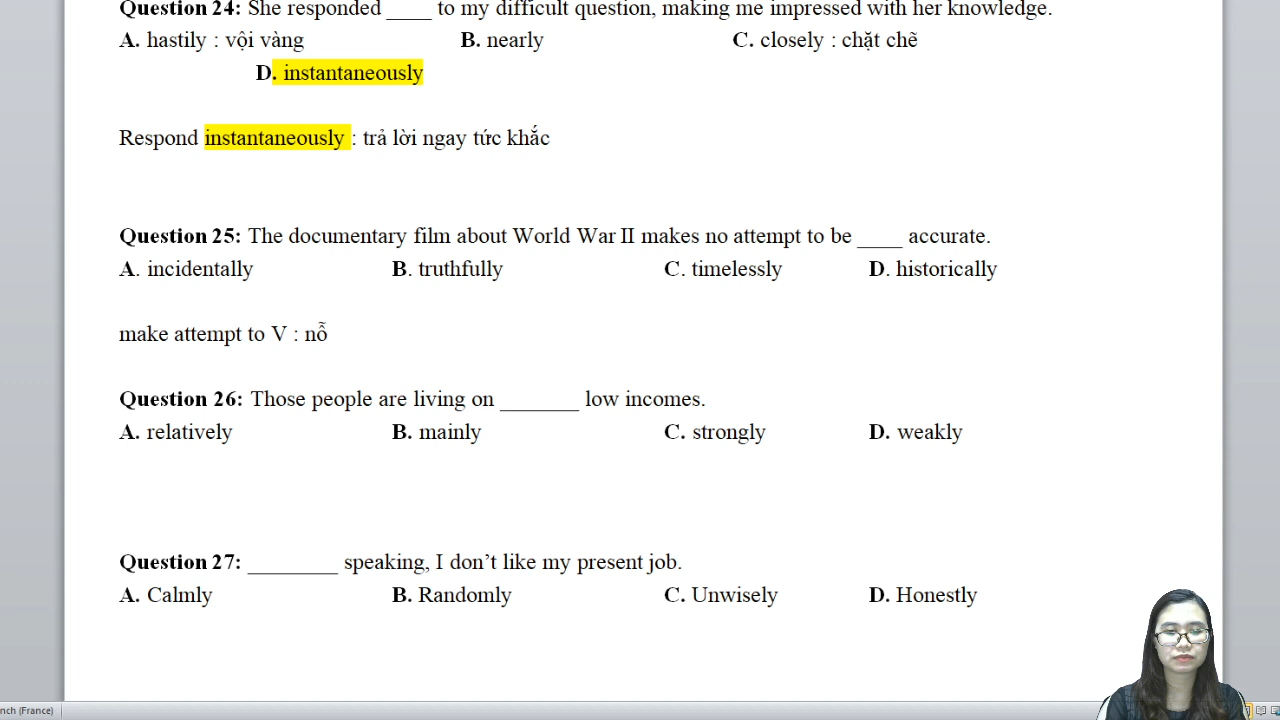 Question 24: She responded ____ to my difficult question, making me impressed with her knowledge.
A. hastily : vội vàng B. nearly C. closely : chặt chẽ
D. instantaneously
Respond instantaneously : trả lời ngay tức khắc
Question 25: The documentary film about World War II makes no attempt to be ____ accurate.
A. incidentally B. truthfully C. timelessly D. historically
make attempt to V : nỗ
Question 26: Those people are living on _______ low incomes.
A. relatively B. mainly C. strongly D. weakly
Question 27: ________ speaking, I don’t like my present job.
A. Calmly B. Randomly C. Unwisely D. Honestly
nch (France)